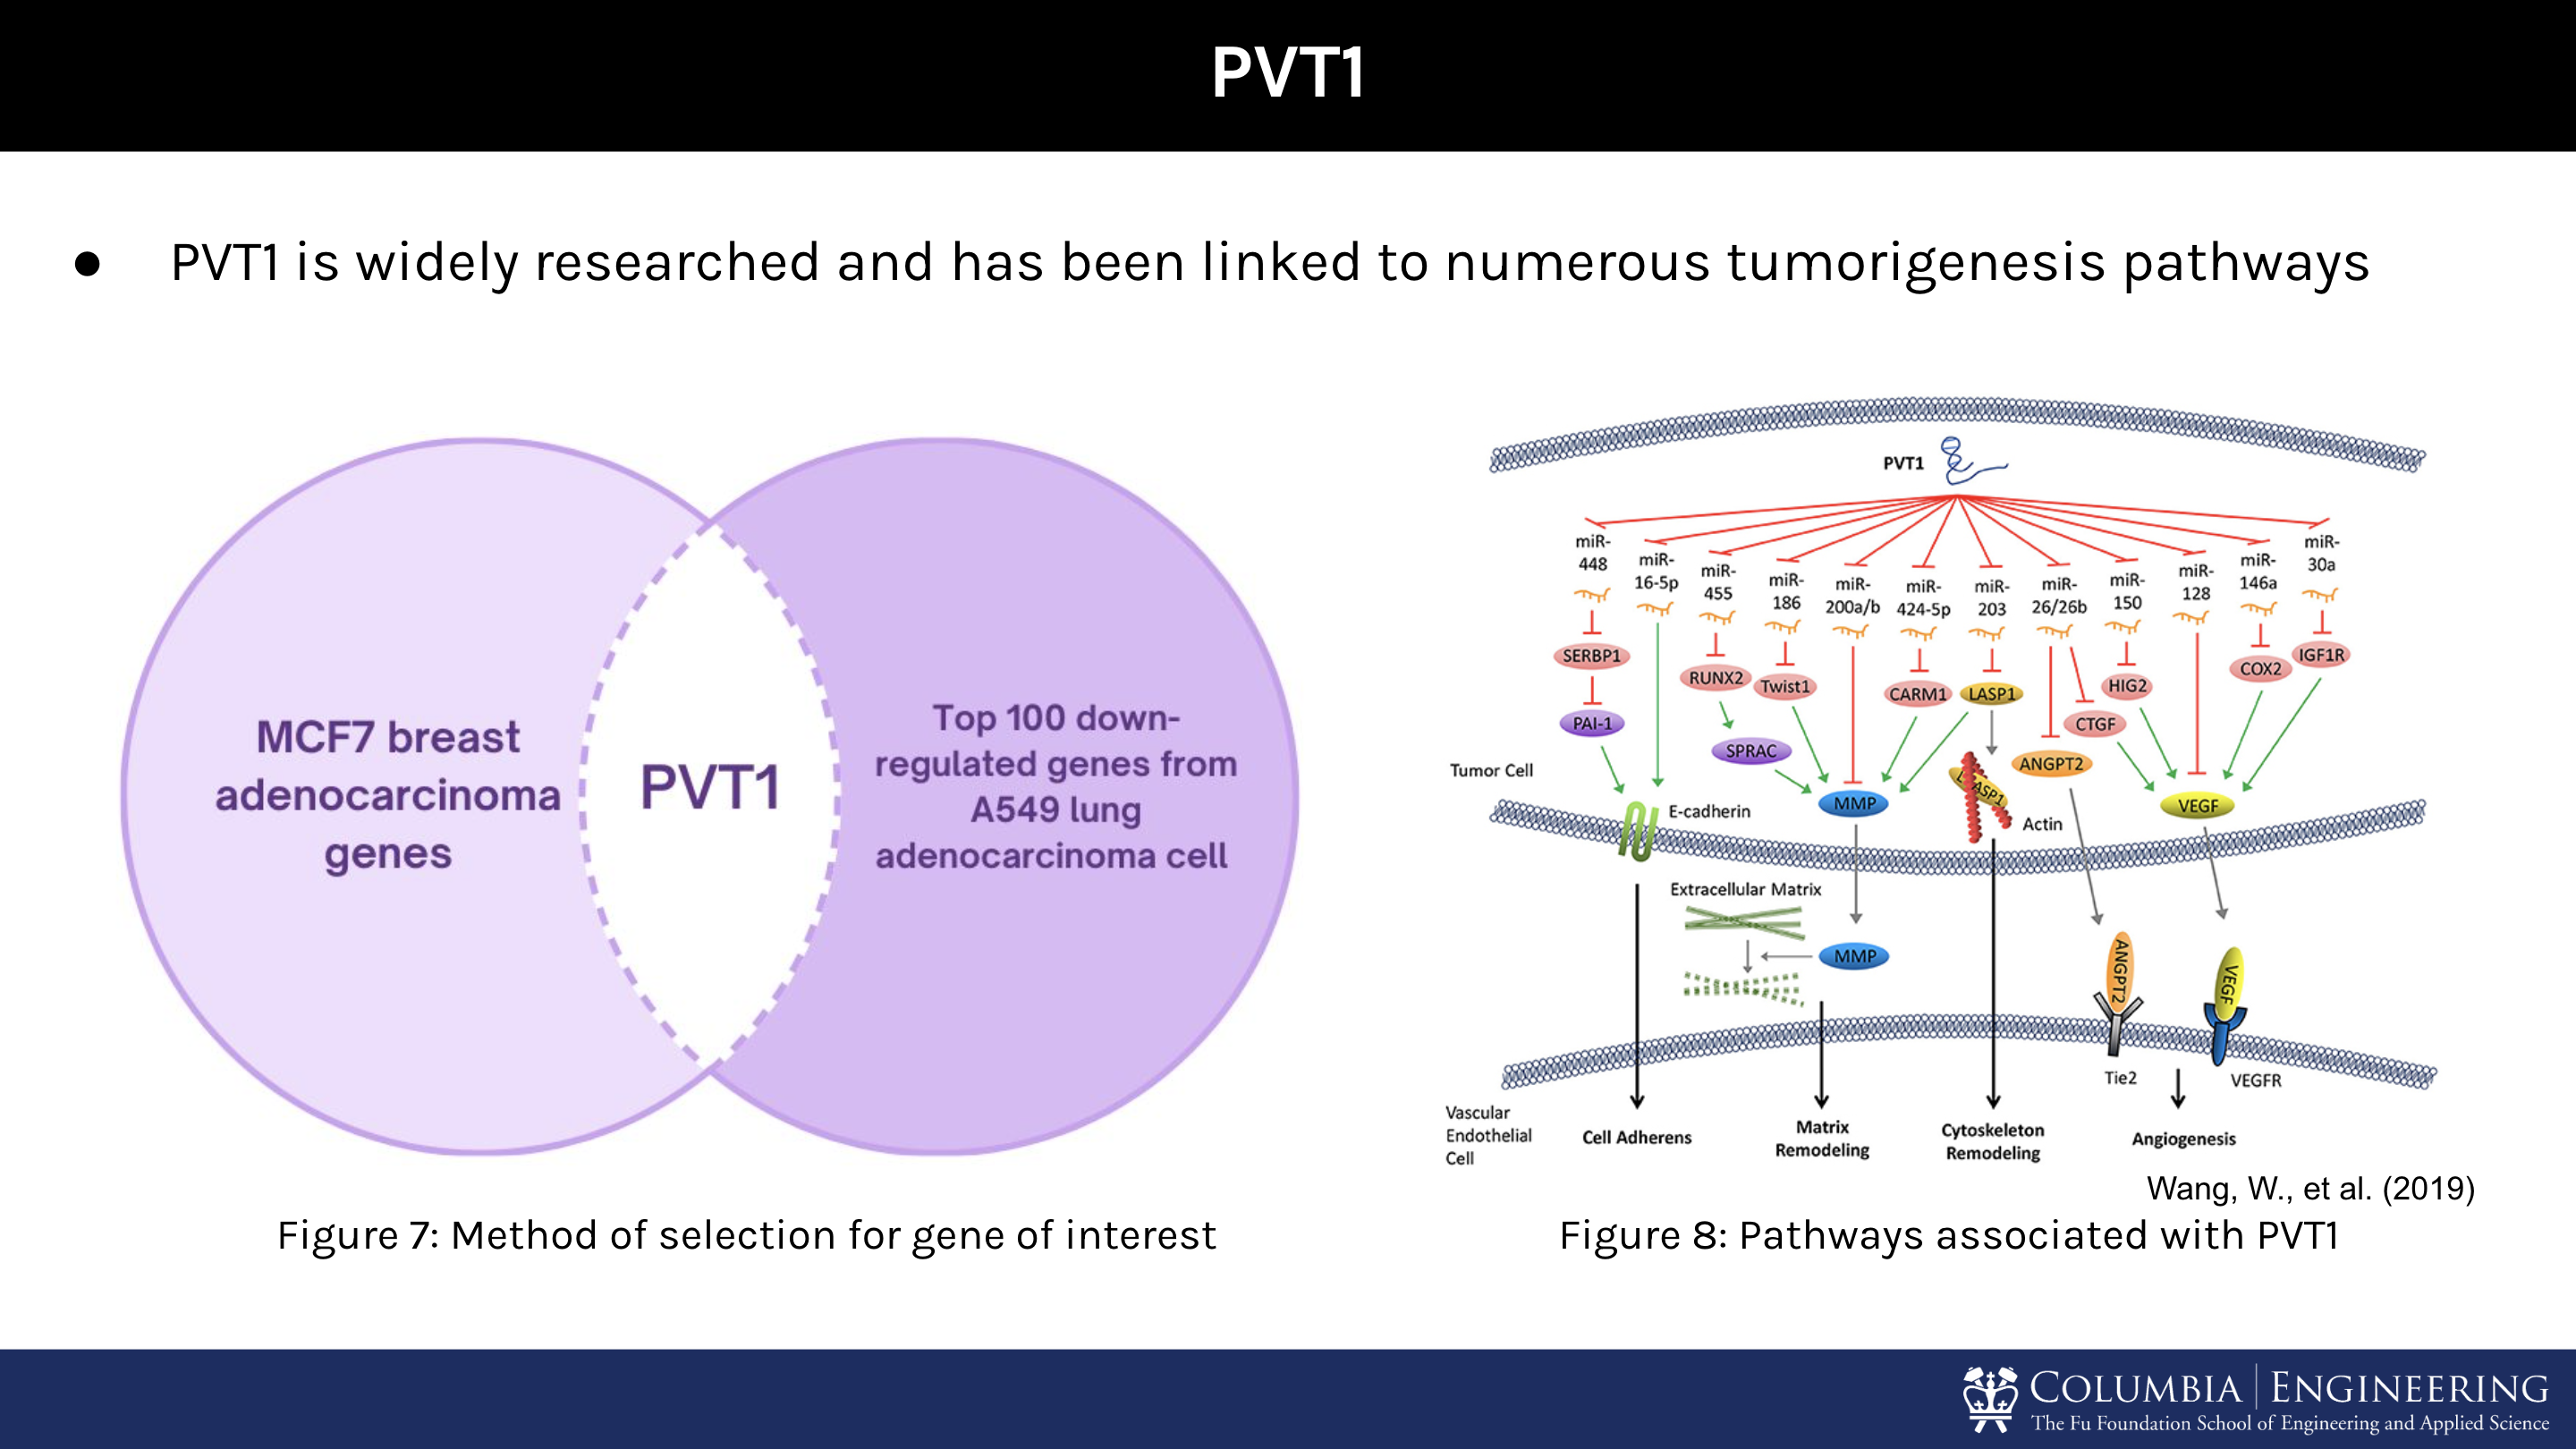 PVT1
● PVT1 is widely researched and has been linked to numerous tumorigenesis pathways
MCF7 breast
adenocarcinoma
genes
PVT1
Top 100 down-
regulated genes from
A549 lung
adenocarcinoma cell
Figure 7: Method of selection for gene of interest
PVT1
miR-
448
miR-
16-5p
miR-
455
miR-
186
miR-
200a/b
miR-
424-5p
miR-
203
miR-
26/26b
miR-
150
miR-
128
miR-
146a
miR-
30a
SERBP1
RUNX2
Twist1
CARM1
LASP1
HIG2
COX2
IGF1R
PAI-1
SPRAC
CTGF
ANGPT2
Tumor Cell
E-cadherin
MMP
LASP1
Actin
VEGF
Extracellular Matrix
MMP
ANGPT2
VEGF
Tie2
VEGFR
Vascular
Endothelial
Cell
Cell Adherens
Matrix
Remodeling
Cytoskeleton
Remodeling
Angiogenesis
Wang, W., et al. (2019)
Figure 8: Pathways associated with PVT1
COLUMBIA | ENGINEERING
The Fu Foundation School of Engineering and Applied Science